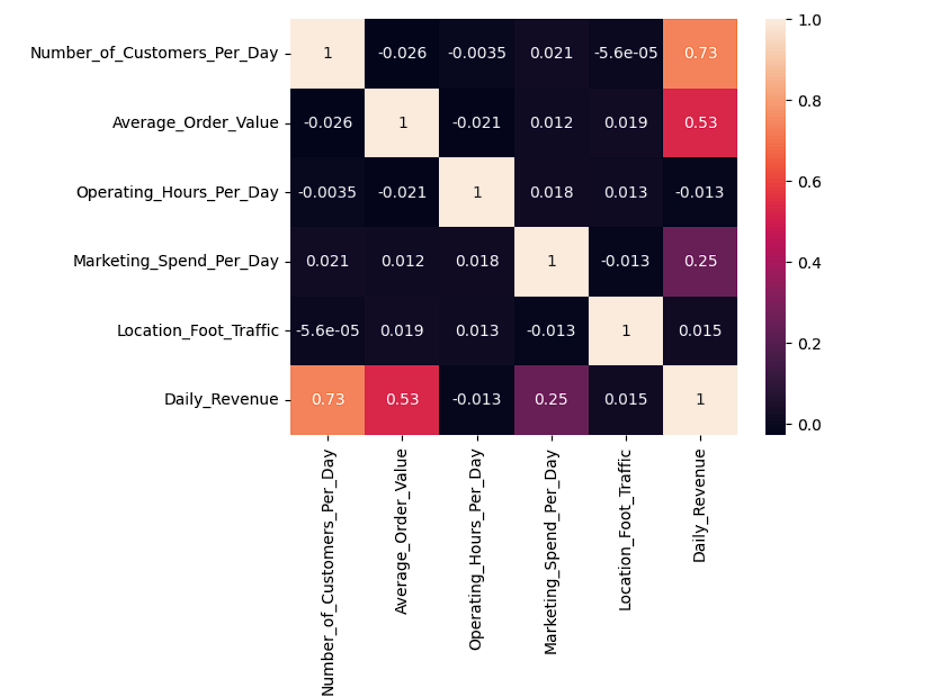 Number_of_Customers_Per_Day 1 -0.026 -0.0035 0.021 -5.6e-05 0.73
Average_Order_Value -0.026 1 -0.021 0.012 0.019 0.53
Operating_Hours_Per_Day -0.0035 -0.021 1 0.018 0.013 -0.013
Marketing_Spend_Per_Day 0.021 0.012 0.018 1 -0.013 0.25
Location_Foot_Traffic -5.6e-05 0.019 0.013 -0.013 1 0.015
Daily_Revenue 0.73 0.53 -0.013 0.25 0.015 1
Number_of_Customers_Per_Day
Average_Order_Value
Operating_Hours_Per_Day
Marketing_Spend_Per_Day
Location_Foot_Traffic
Daily_Revenue
1.0
0.8
0.6
0.4
0.2
0.0